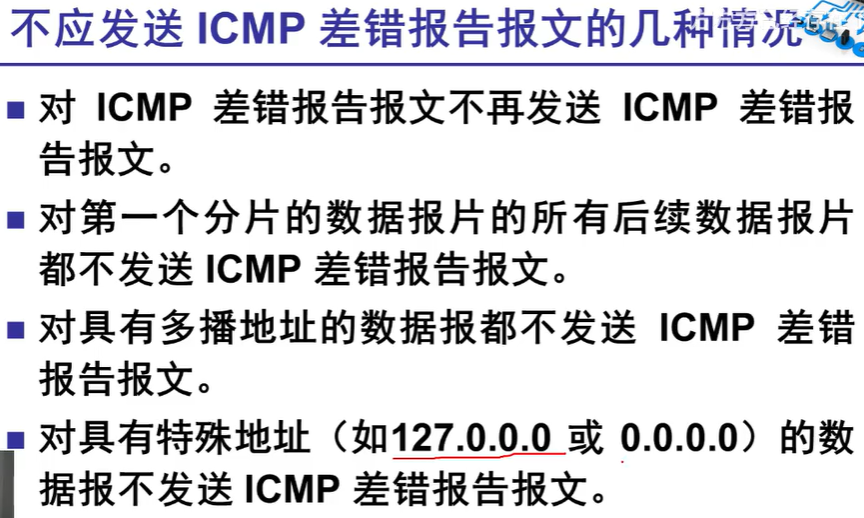 不应发送 ICMP 差错报告报文的几种情况
对 ICMP 差错报告报文不再发送 ICMP 差错报
告报文。
对第一个分片的数据报片的所有后续数据报片
都不发送 ICMP 差错报告报文。
对具有多播地址的数据报都不发送 ICMP 差错
报告报文。
对具有特殊地址（如127.0.0.0 或 0.0.0.0）的数
据报不发送 ICMP 差错报告报文。